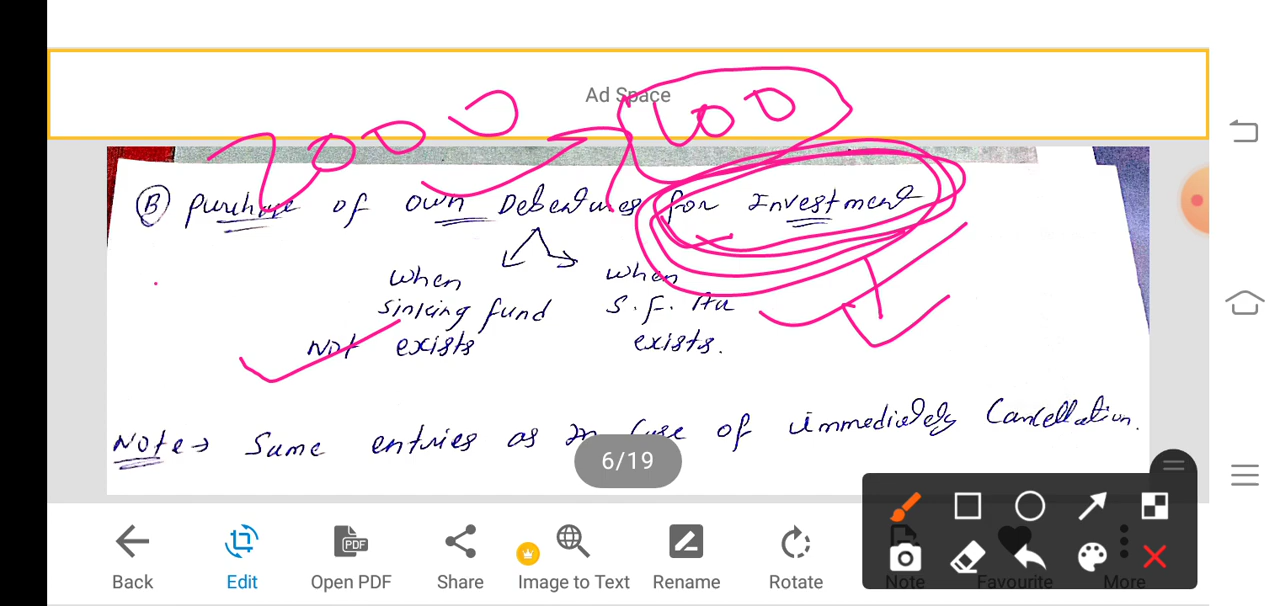 Ad Space
2000
100
Ⓑ Purchase of own Debentures for Investment
when sinking fund Not exists
when S.F. exists.
Note → Same entries as in case of immediately Cancellation.
6/19
Back Edit Open PDF Share Image to Text Rename Rotate Note Favourite More